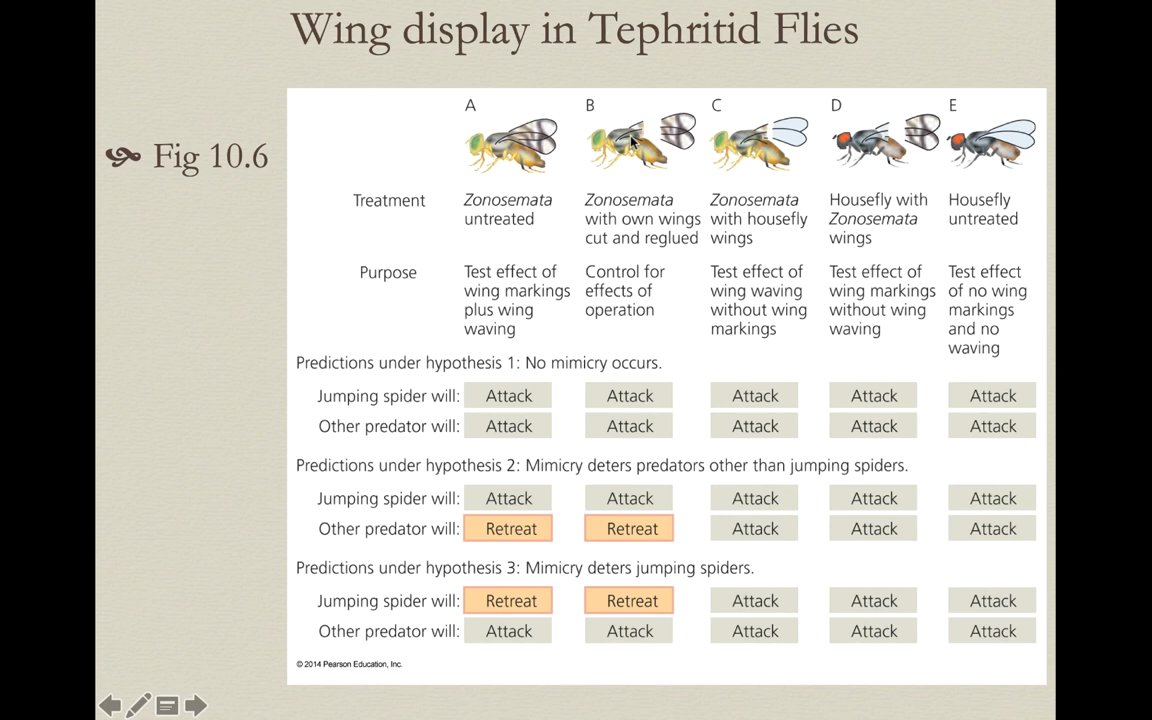 Wing display in Tephritid Flies
Fig 10.6
A B C D E
Treatment
Zonosemata untreated
Zonosemata with own wings cut and reglued
Zonosemata with housefly wings
Housefly with Zonosemata wings
Housefly untreated
Purpose
Test effect of wing markings plus wing waving
Control for effects of operation
Test effect of wing waving without wing markings
Test effect of wing markings without wing waving
Test effect of no wing markings and no waving
Predictions under hypothesis 1: No mimicry occurs.
Jumping spider will: Attack Attack Attack Attack Attack
Other predator will: Attack Attack Attack Attack Attack
Predictions under hypothesis 2: Mimicry deters predators other than jumping spiders.
Jumping spider will: Attack Attack Attack Attack Attack
Other predator will: Retreat Retreat Attack Attack Attack
Predictions under hypothesis 3: Mimicry deters jumping spiders.
Jumping spider will: Retreat Retreat Attack Attack Attack
Other predator will: Attack Attack Attack Attack Attack
© 2014 Pearson Education, Inc.